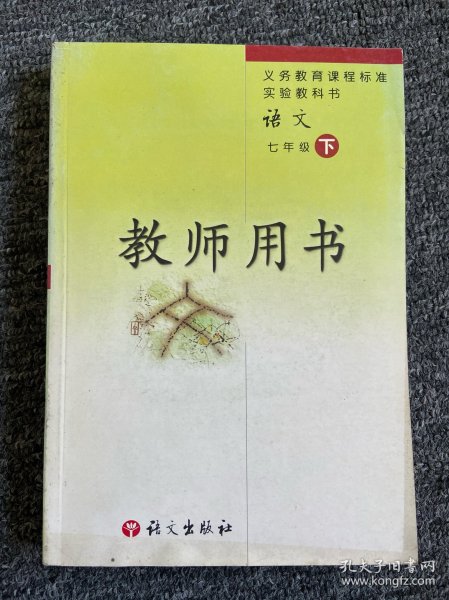 义务教育课程标准
实验教科书
语文
七年级 下
教师用书
语文出版社
孔夫子旧书网
www.kongfz.com